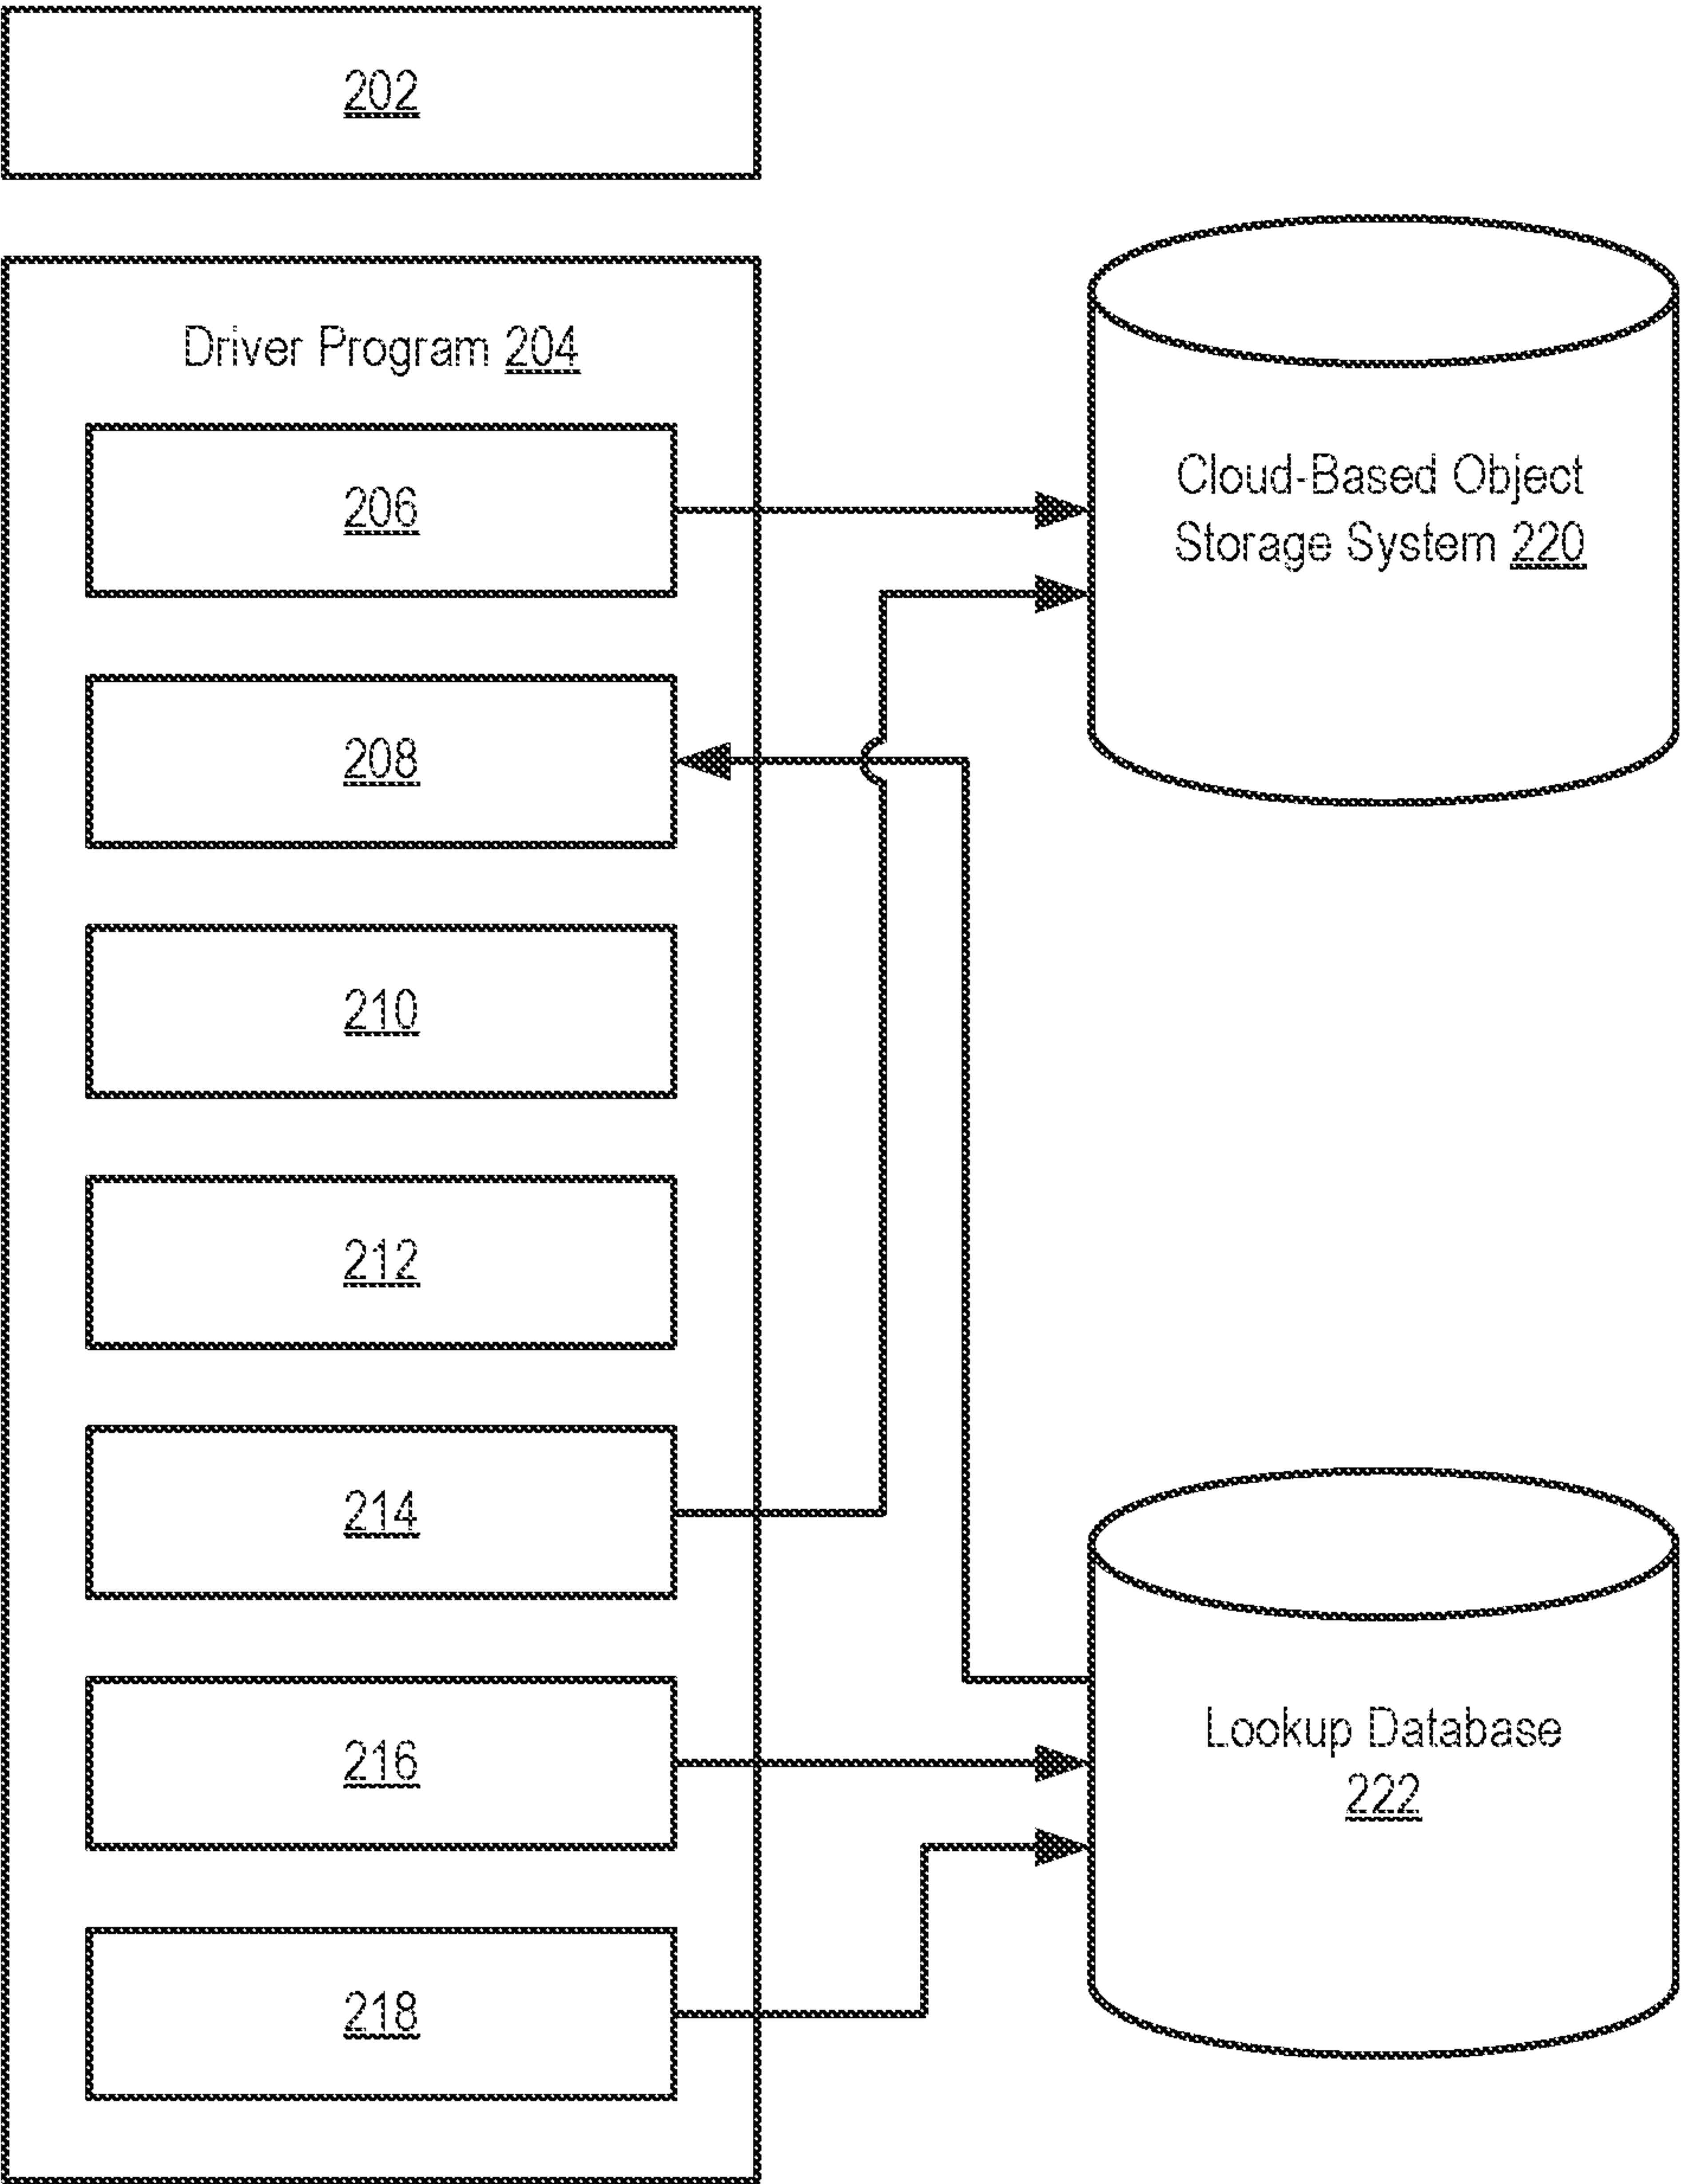 202
Driver Program 204
206
208
210
212
214
216
218
Cloud-Based Object
Storage System 220
Lookup Database
222